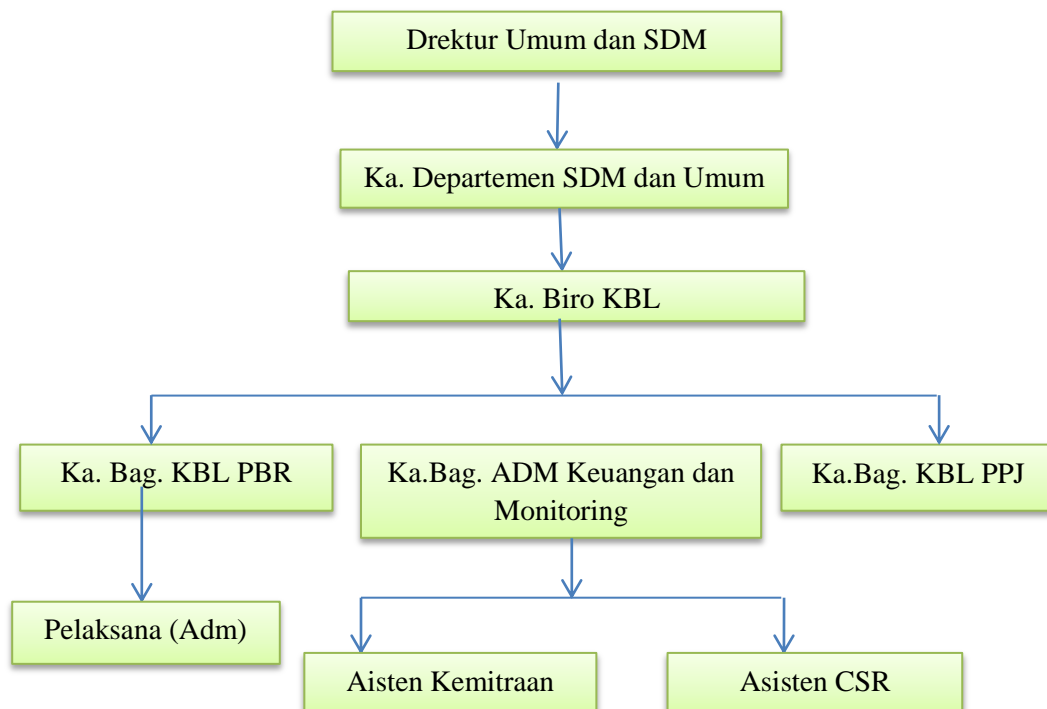 Drektur Umum dan SDM
Ka. Departemen SDM dan Umum
Ka. Biro KBL
Ka. Bag. KBL PBR
Ka.Bag. ADM Keuangan dan
Monitoring
Ka.Bag. KBL PPJ
Pelaksana (Adm)
Aisten Kemitraan
Asisten CSR